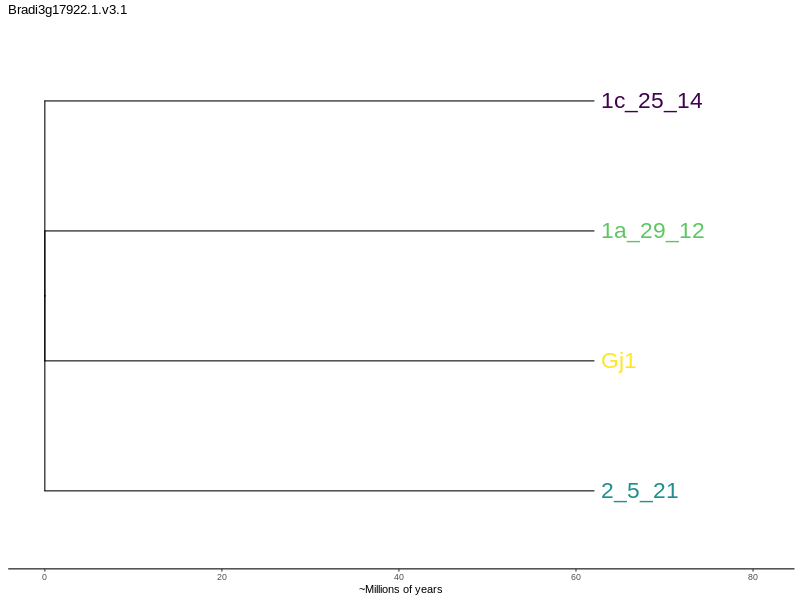 Bradi3g17922.1.v3.1
1c_25_14
1a_29_12
Gj1
2_5_21
0 20 40 60 80
~Millions of years